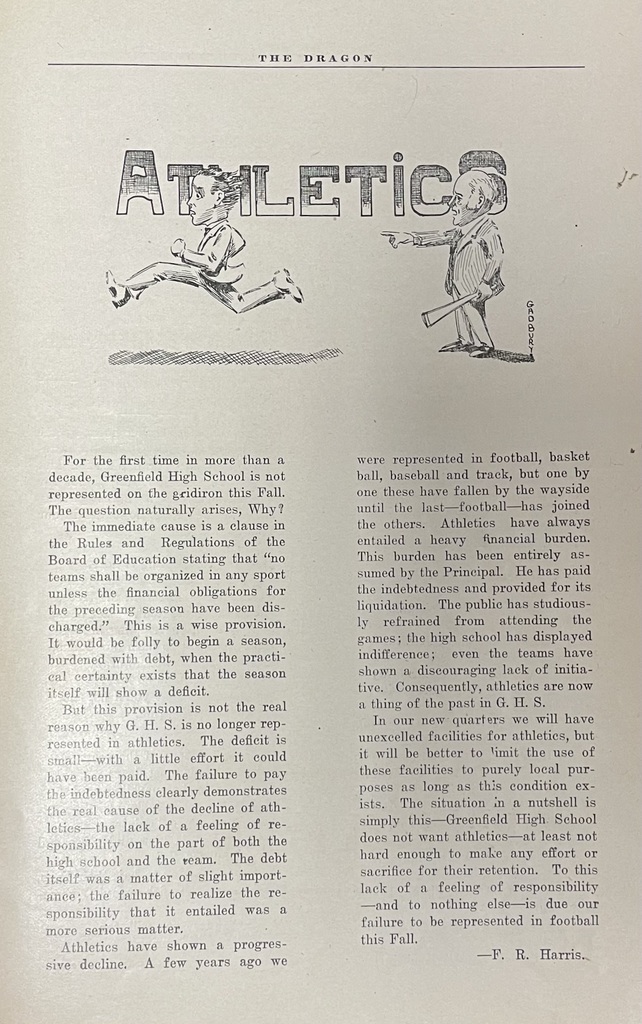 THE DRAGON
ATHLETICS
GADBURY
For the first time in more than a
decade, Greenfield High School is not
represented on the gridiron this Fall.
The question naturally arises, Why?
The immediate cause is a clause in
the Rules and Regulations of the
Board of Education stating that “no
teams shall be organized in any sport
unless the financial obligations for
the preceding season have been dis-
charged.” This is a wise provision.
It would be folly to begin a season,
burdened with debt, when the practi-
cal certainty exists that the season
itself will show a deficit.
But this provision is not the real
reason why G. H. S. is no longer rep-
resented in athletics. The deficit is
small—with a little effort it could
have been paid. The failure to pay
the indebtedness clearly demonstrates
the real cause of the decline of ath-
letics—the lack of a feeling of re-
sponsibility on the part of both the
high school and the team. The debt
itself was a matter of slight import-
ance; the failure to realize the re-
sponsibility that it entailed was a
more serious matter.
Athletics have shown a progres-
sive decline. A few years ago we
were represented in football, basket
ball, baseball and track, but one by
one these have fallen by the wayside
until the last—football—has joined
the others. Athletics have always
entailed a heavy financial burden.
This burden has been entirely as-
sumed by the Principal. He has paid
the indebtedness and provided for its
liquidation. The public has studious-
ly refrained from attending the
games; the high school has displayed
indifference; even the teams have
shown a discouraging lack of initia-
tive. Consequently, athletics are now
a thing of the past in G. H. S.
In our new quarters we will have
unexcelled facilities for athletics, but
it will be better to limit the use of
these facilities to purely local pur-
poses as long as this condition ex-
ists. The situation in a nutshell is
simply this—Greenfield High School
does not want athletics—at least not
hard enough to make any effort or
sacrifice for their retention. To this
lack of a feeling of responsibility
—and to nothing else—is due our
failure to be represented in football
this Fall.
—F. R. Harris.